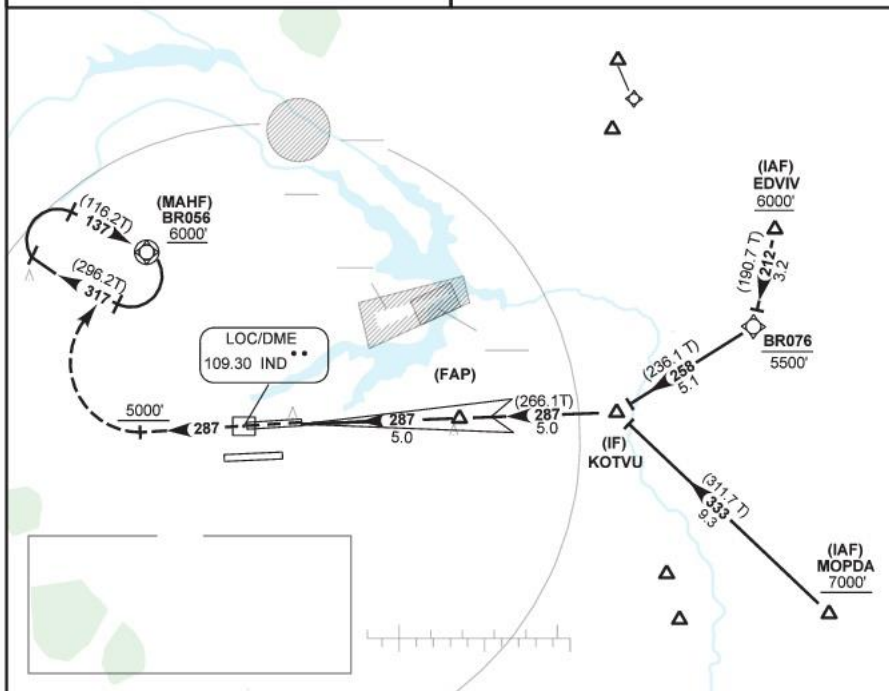 (IAF)
EDVIV
6000'
(190.7 T)
212
3.2
(MAHF)
BR056
6000'
(116.2T)
137
(296.2T)
317
BR076
5500'
(236.1 T)
258
5.1
LOC/DME
109.30 IND ••
(FAP)
(266.1T)
287
5.0
287
5.0
5000'
287
(IF)
KOTVU
(311.7 T)
333
9.3
(IAF)
MOPDA
7000'